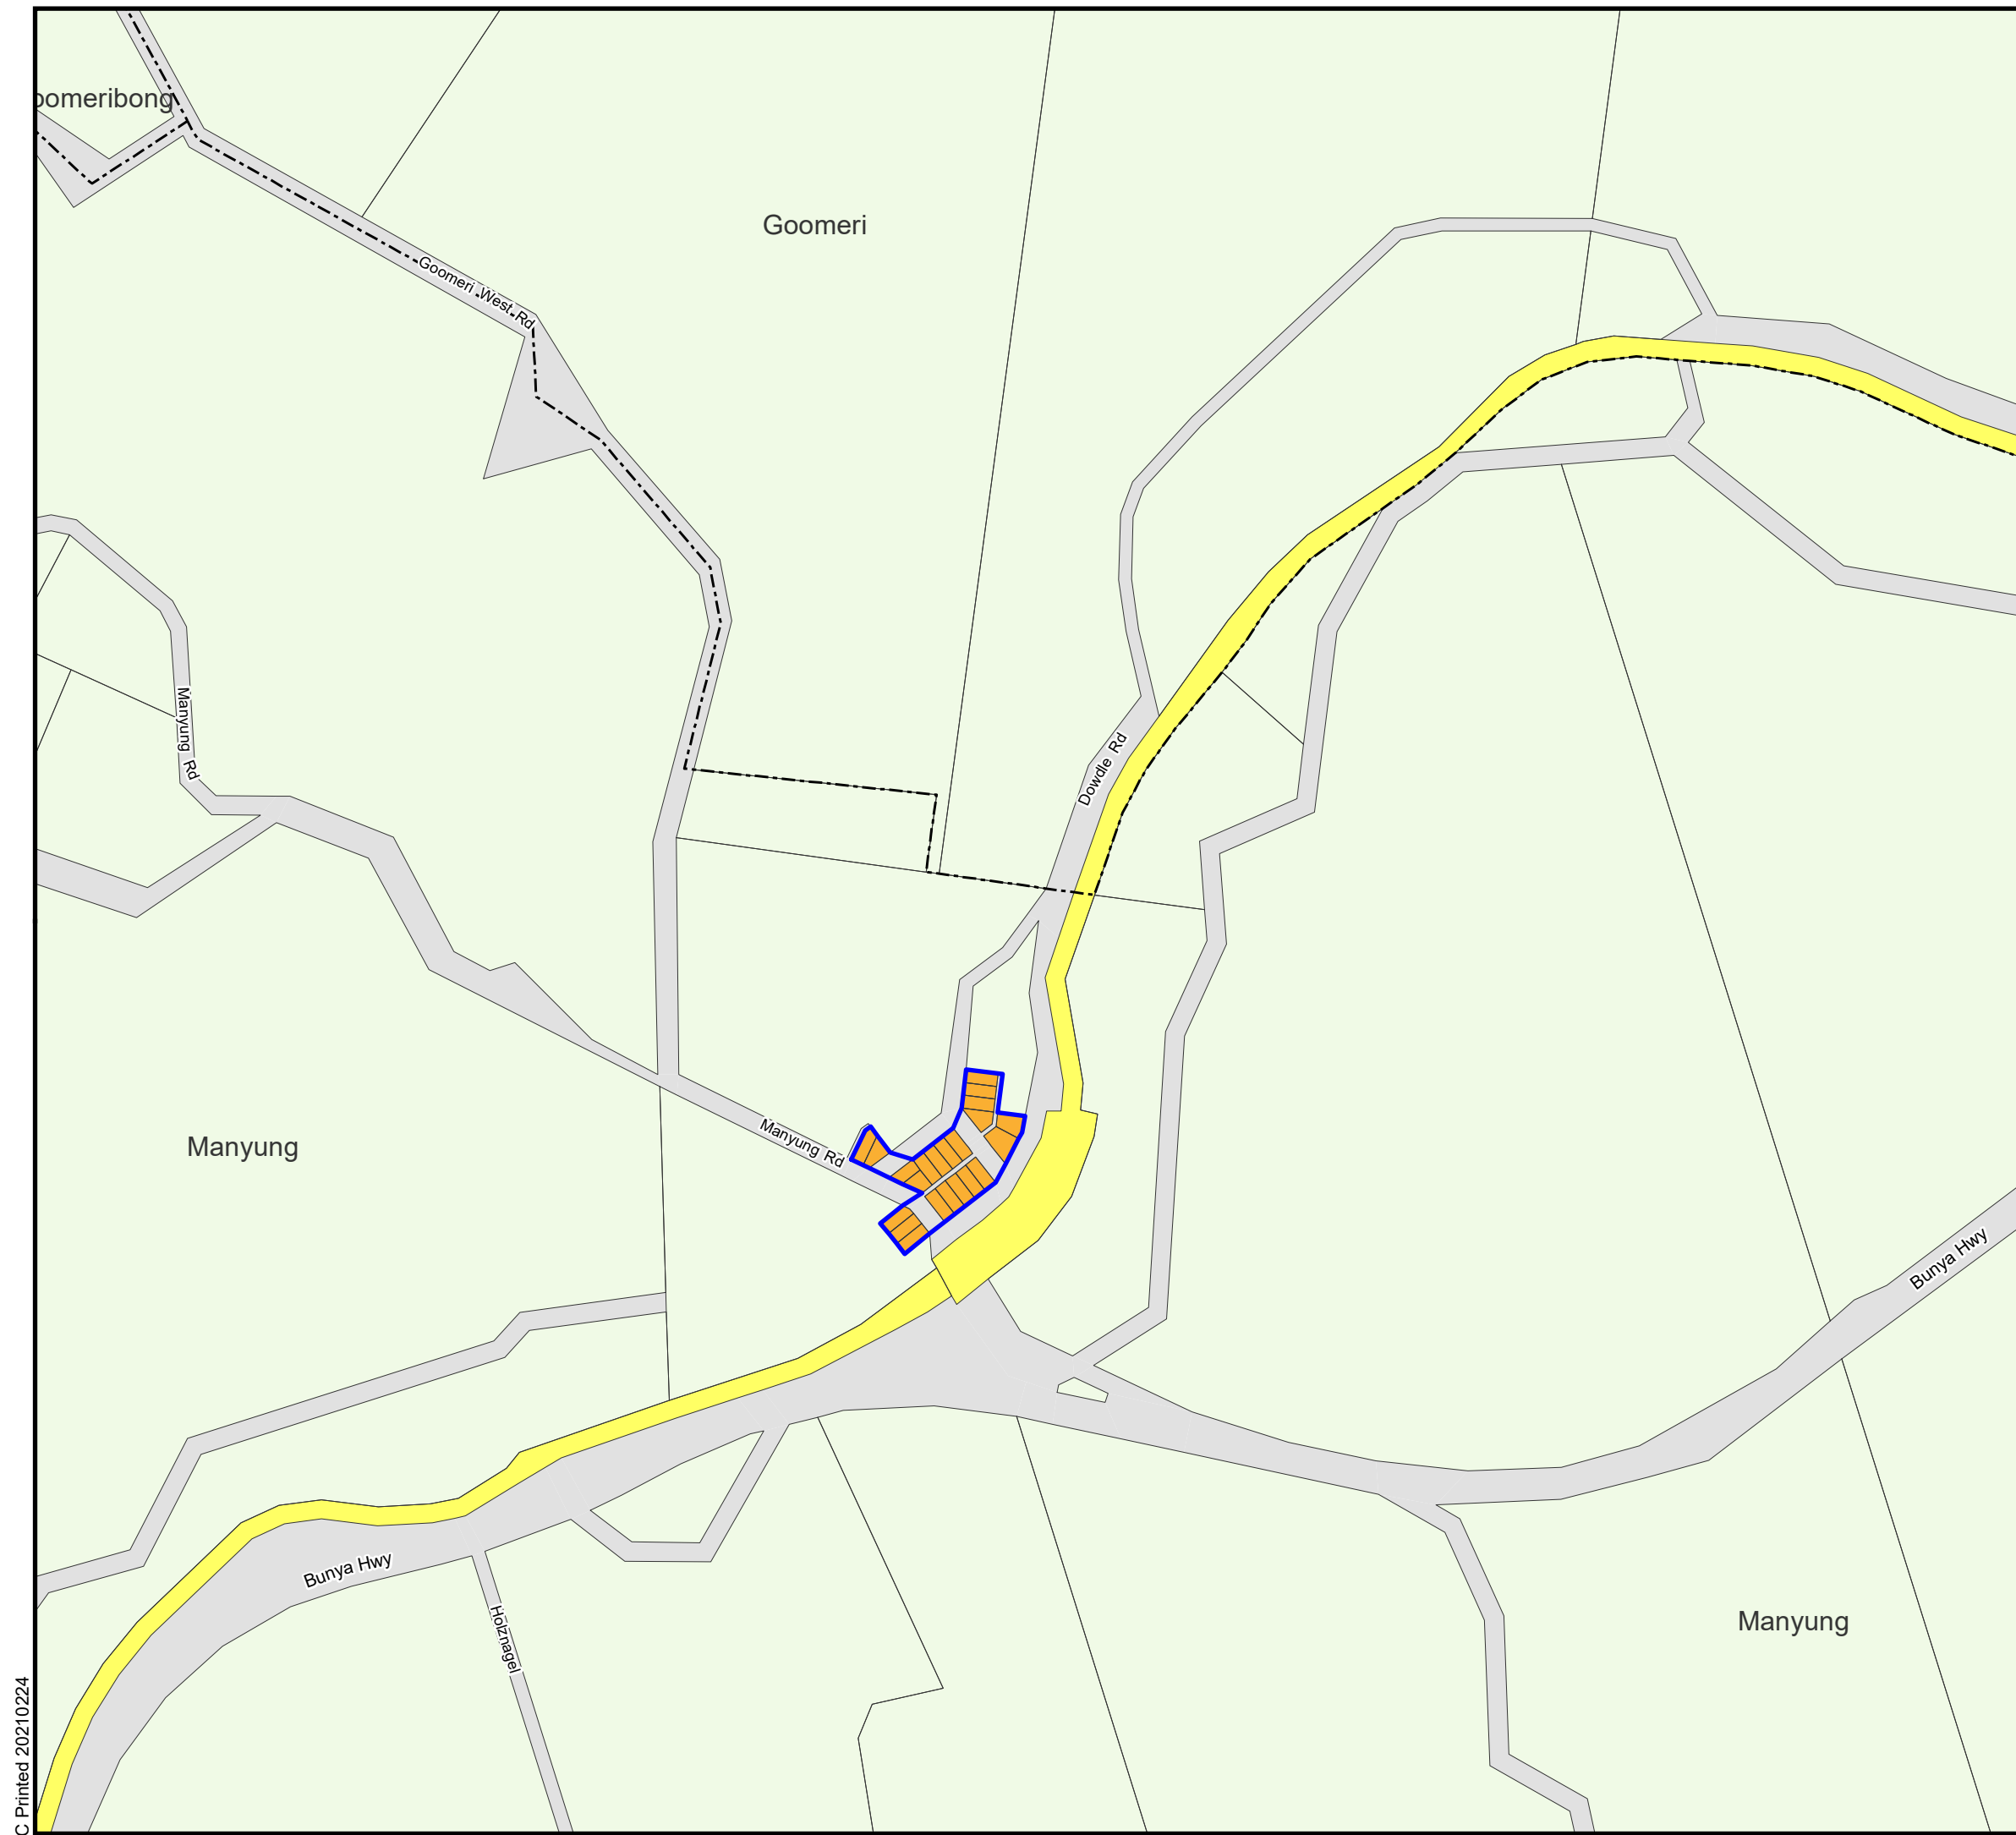 oomeribong
Goomeri
Goomeri West Rd
Manyung Rd
Dowdle Rd
Manyung
Manyung Rd
Bunya Hwy
Bunya Hwy
Holznagel
Manyung
C Printed 20210224